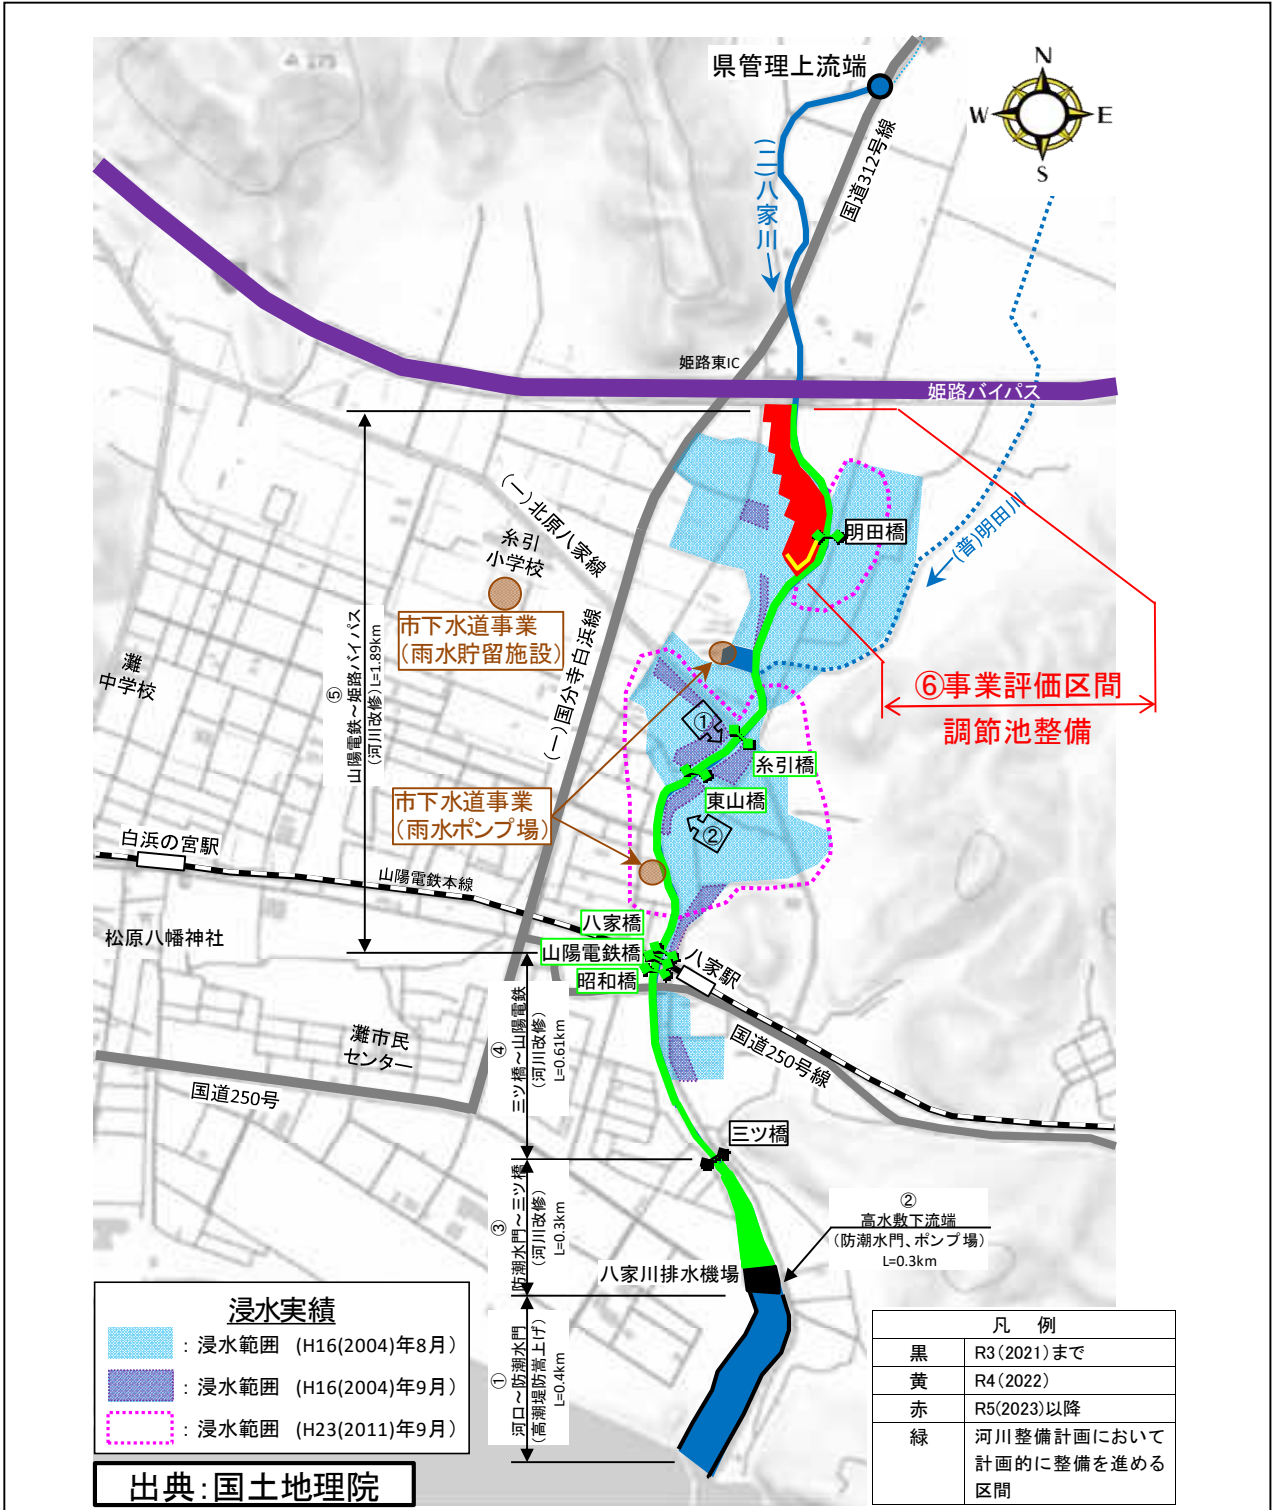 県管理上流端
N
W
E
S
国道312号線
(二)八家川
姫路東IC
姫路バイパス
(一)北原八家線
糸引
小学校
明田橋
(普)明田川
市下水道事業
(雨水貯留施設)
(一)国分寺白浜線
灘
中学校
⑤
山陽電鉄～姫路バイパス
(河川改修)L=1.89km
⑥事業評価区間
調節池整備
①
糸引橋
東山橋
②
市下水道事業
(雨水ポンプ場)
白浜の宮駅
山陽電鉄本線
松原八幡神社
八家橋
山陽電鉄橋
昭和橋
八家駅
④
三ツ橋～山陽電鉄
(河川改修)
L=0.61km
灘市民
センター
国道250号線
国道250号
三ツ橋
③
防潮水門～三ツ橋
(河川改修)
L=0.3km
②
高水敷下流端
(防潮水門、ポンプ場)
L=0.3km
八家川排水機場
①
河口～防潮水門
(高潮堤防嵩上げ)
L=0.4km
浸水実績
：浸水範囲 (H16(2004)年8月)
：浸水範囲 (H16(2004)年9月)
：浸水範囲 (H23(2011)年9月)
出典：国土地理院
凡 例
黒 R3(2021)まで
黄 R4(2022)
赤 R5(2023)以降
緑 河川整備計画において
計画的に整備を進める
区間